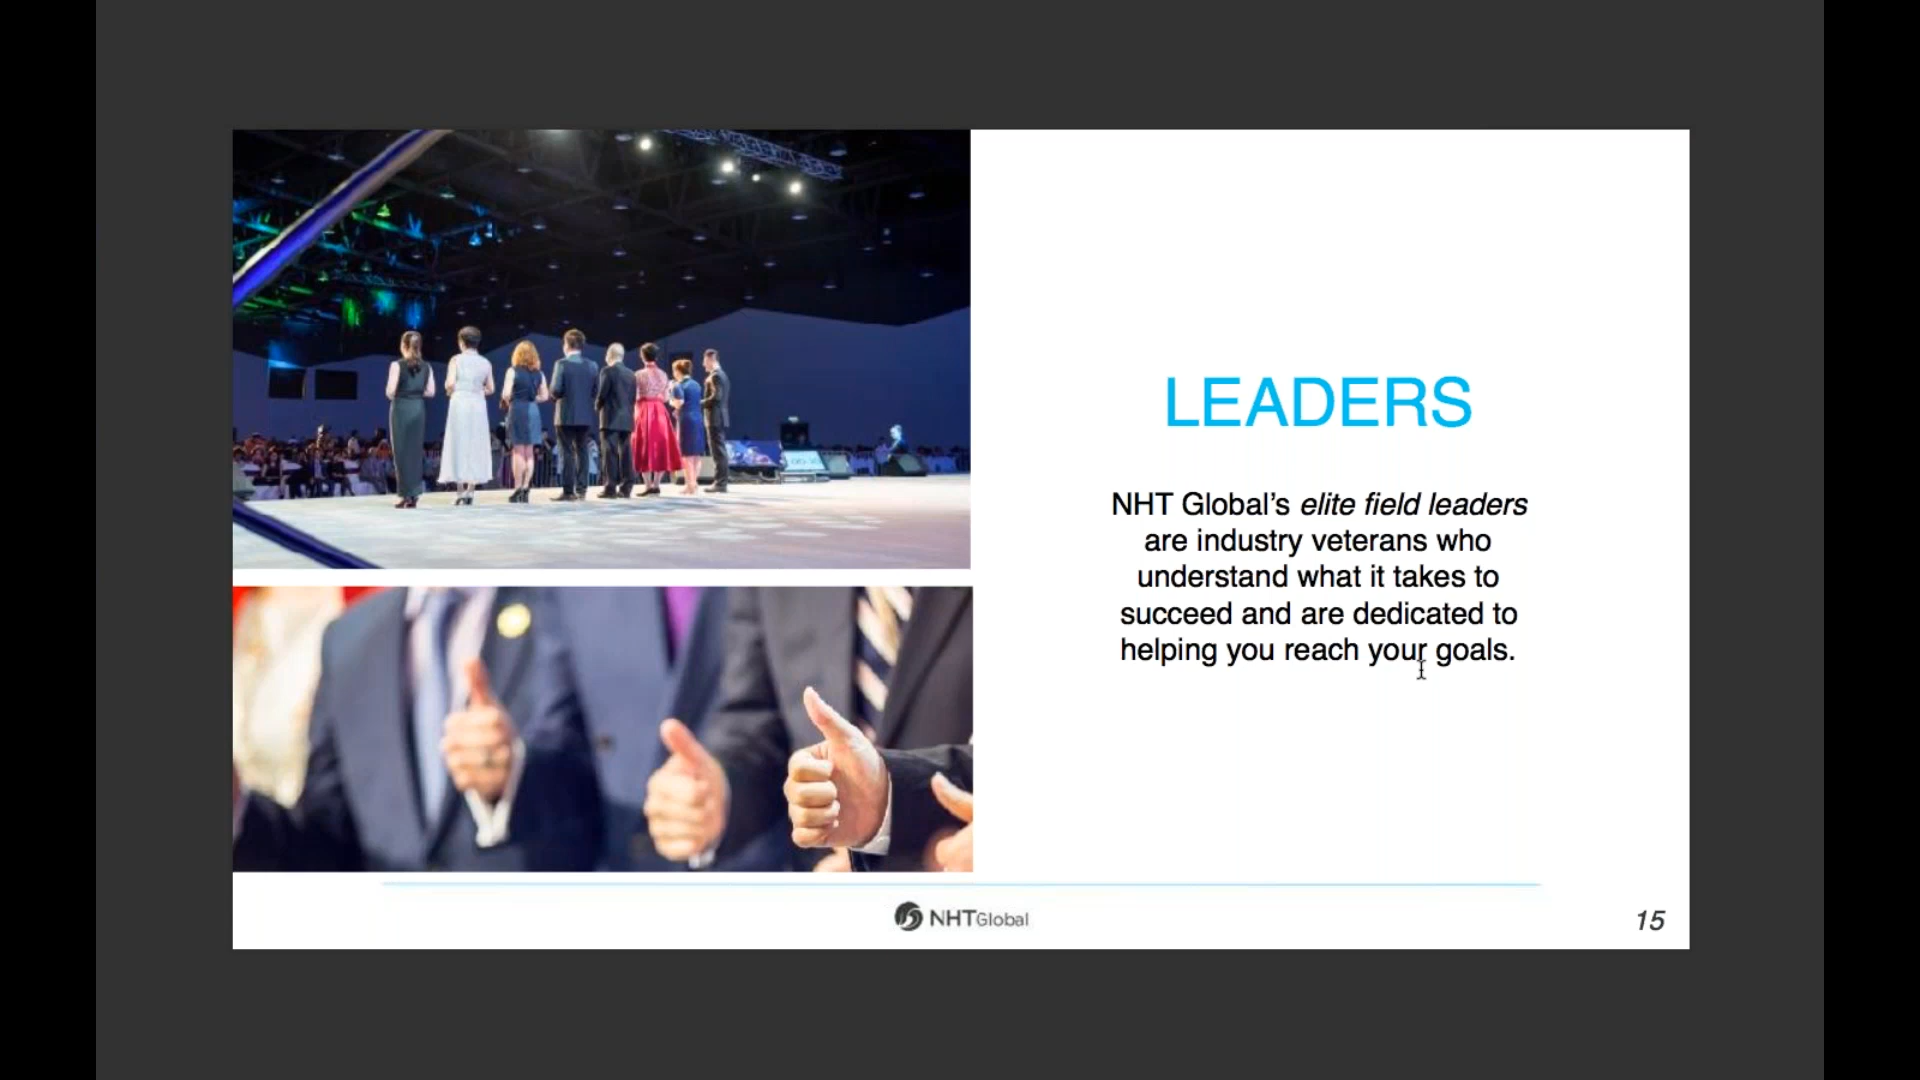 LEADERS
NHT Global’s elite field leaders
are industry veterans who
understand what it takes to
succeed and are dedicated to
helping you reach your goals.
NHTGlobal
15